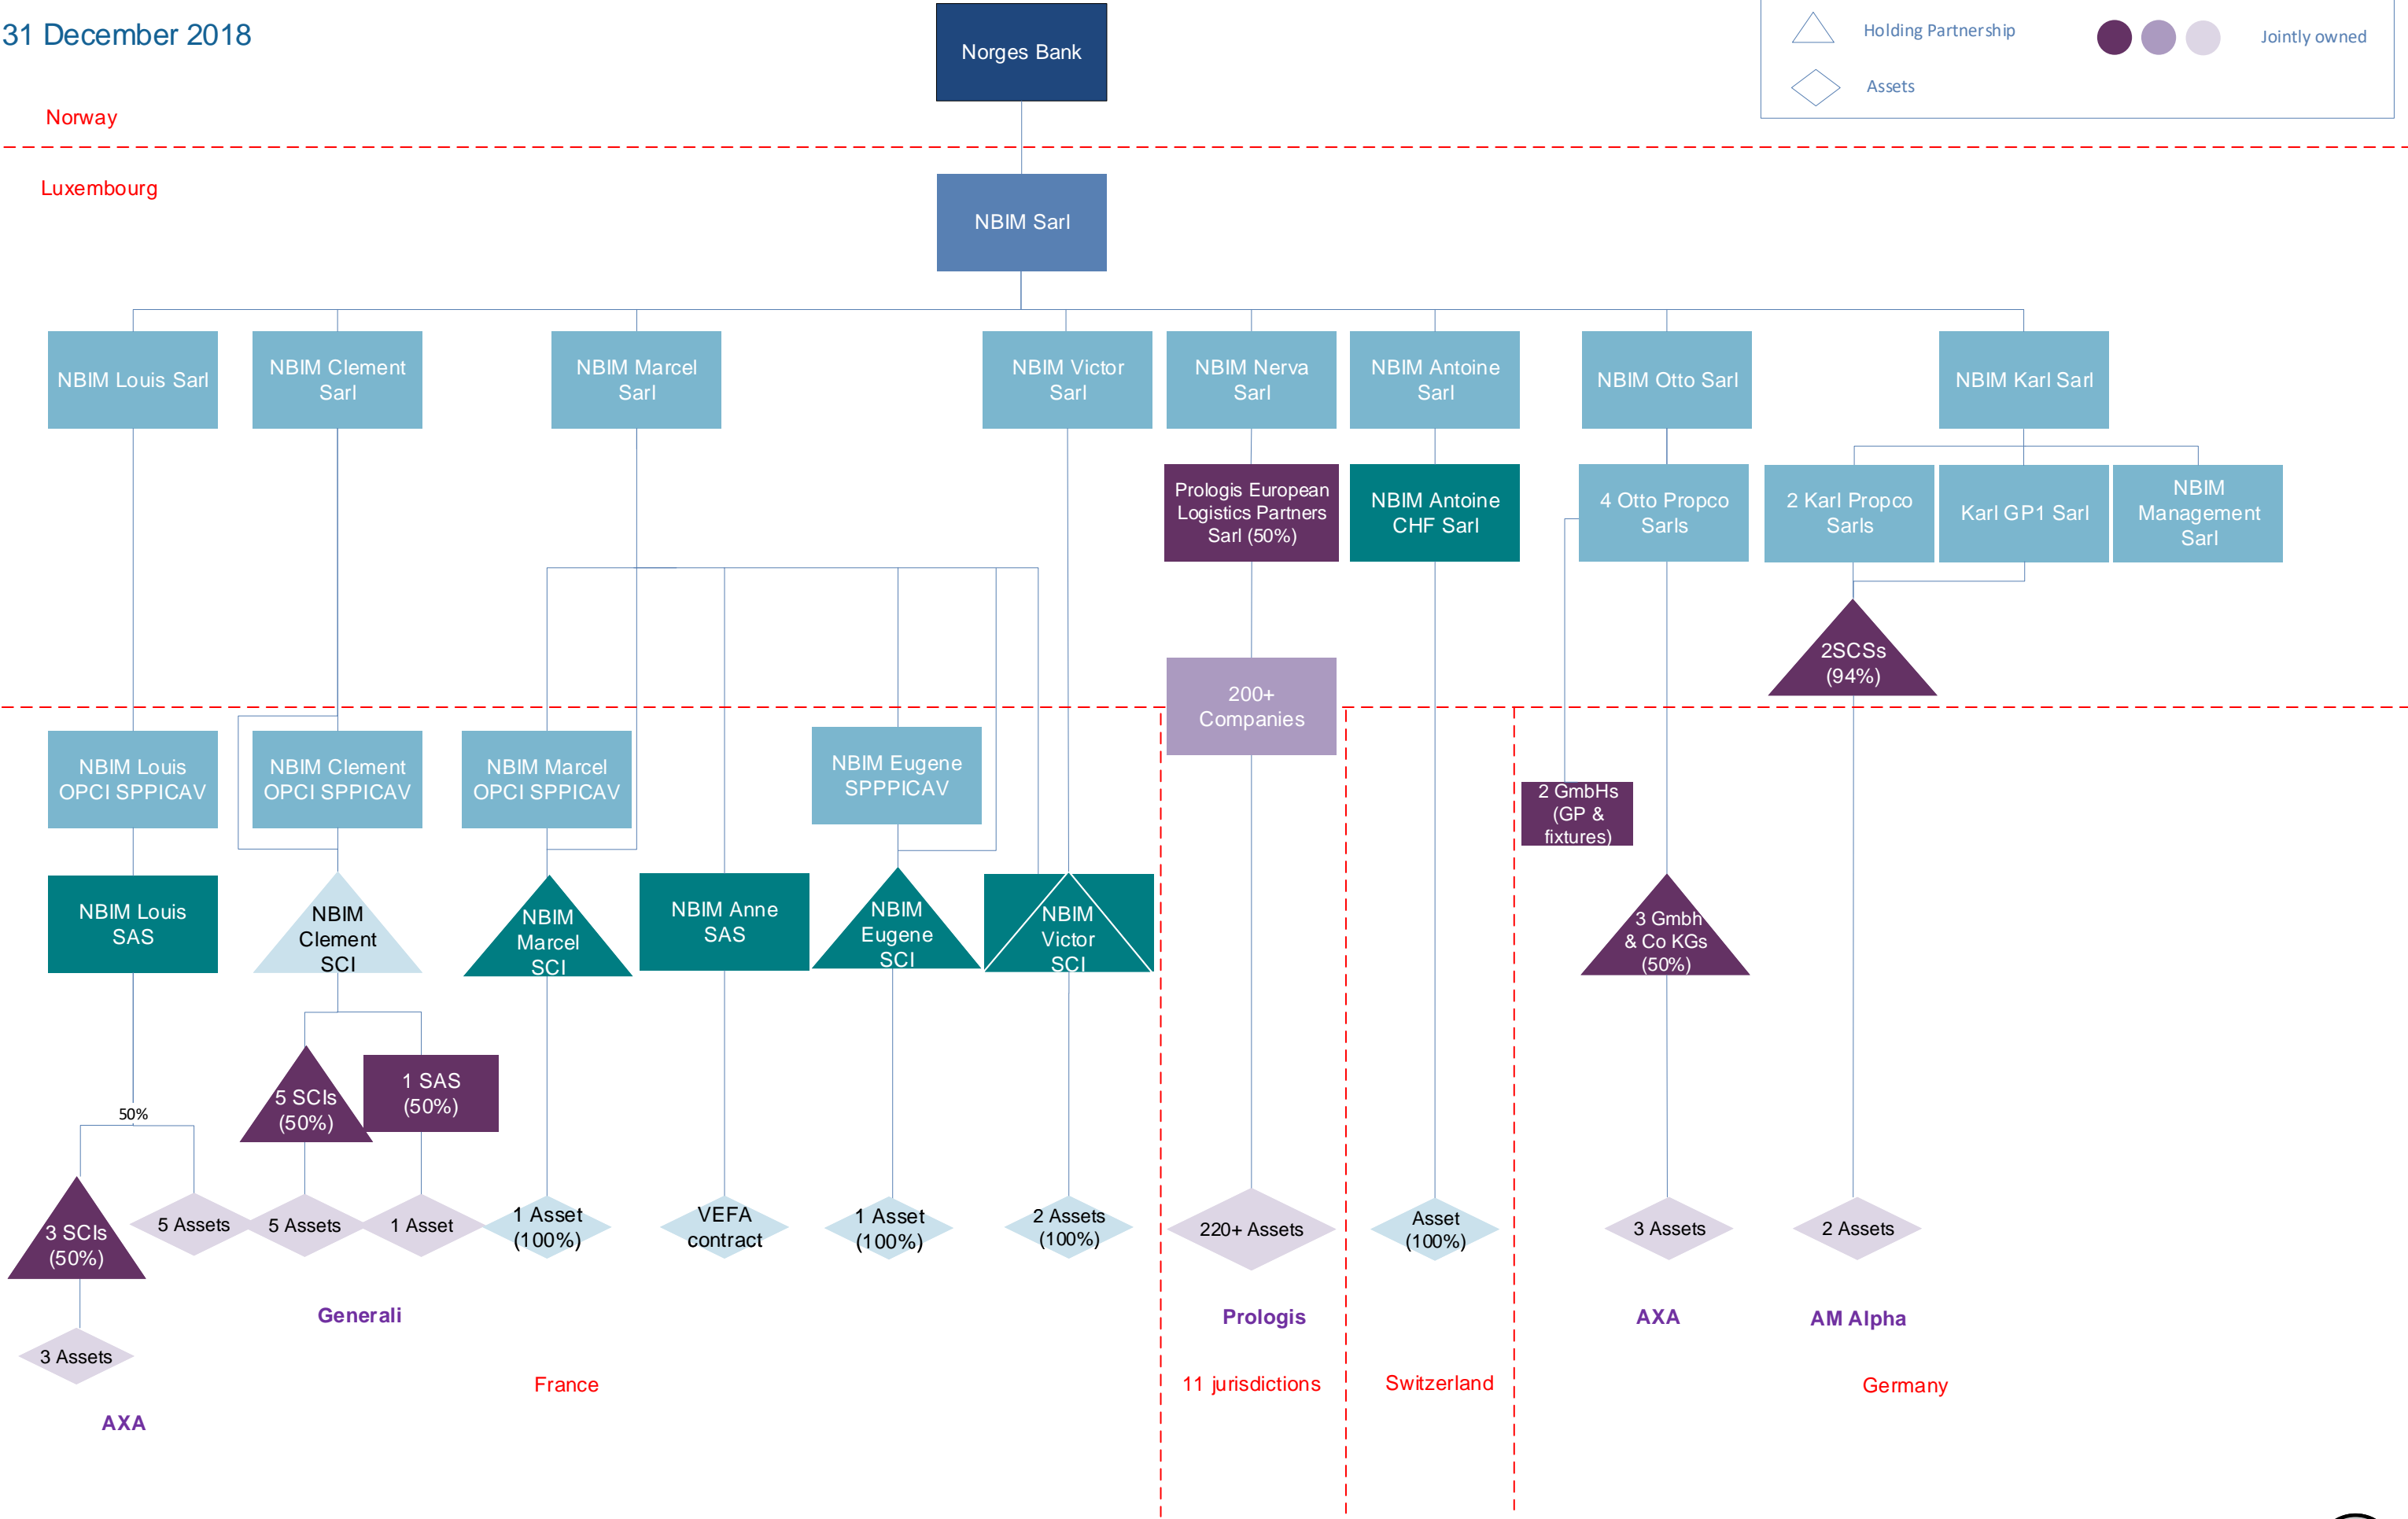 31 December 2018
Norges Bank
Holding Partnership
Jointly owned
Assets
Norway
Luxembourg
NBIM Sarl
NBIM Louis Sarl
NBIM Clement
Sarl
NBIM Marcel
Sarl
NBIM Victor
Sarl
NBIM Nerva
Sarl
NBIM Antoine
Sarl
NBIM Otto Sarl
NBIM Karl Sarl
Prologis European
Logistics Partners
Sarl (50%)
NBIM Antoine
CHF Sarl
4 Otto Propco
Sarls
2 Karl Propco
Sarls
Karl GP1 Sarl
NBIM
Management
Sarl
2SCSs
(94%)
200+
Companies
NBIM Louis
OPCI SPPICAV
NBIM Clement
OPCI SPPICAV
NBIM Marcel
OPCI SPPICAV
NBIM Eugene
SPPPICAV
2 GmbHs
(GP &
fixtures)
NBIM Louis
SAS
NBIM
Clement
SCI
NBIM
Marcel
SCI
NBIM Anne
SAS
NBIM
Eugene
SCI
NBIM
Victor
SCI
3 Gmbh
& Co KGs
(50%)
50%
5 SCIs
(50%)
1 SAS
(50%)
3 SCIs
(50%)
5 Assets
5 Assets
1 Asset
1 Asset
(100%)
VEFA
contract
1 Asset
(100%)
2 Assets
(100%)
220+ Assets
Asset
(100%)
3 Assets
2 Assets
Generali
Prologis
AXA
AM Alpha
3 Assets
France
11 jurisdictions
Switzerland
Germany
AXA